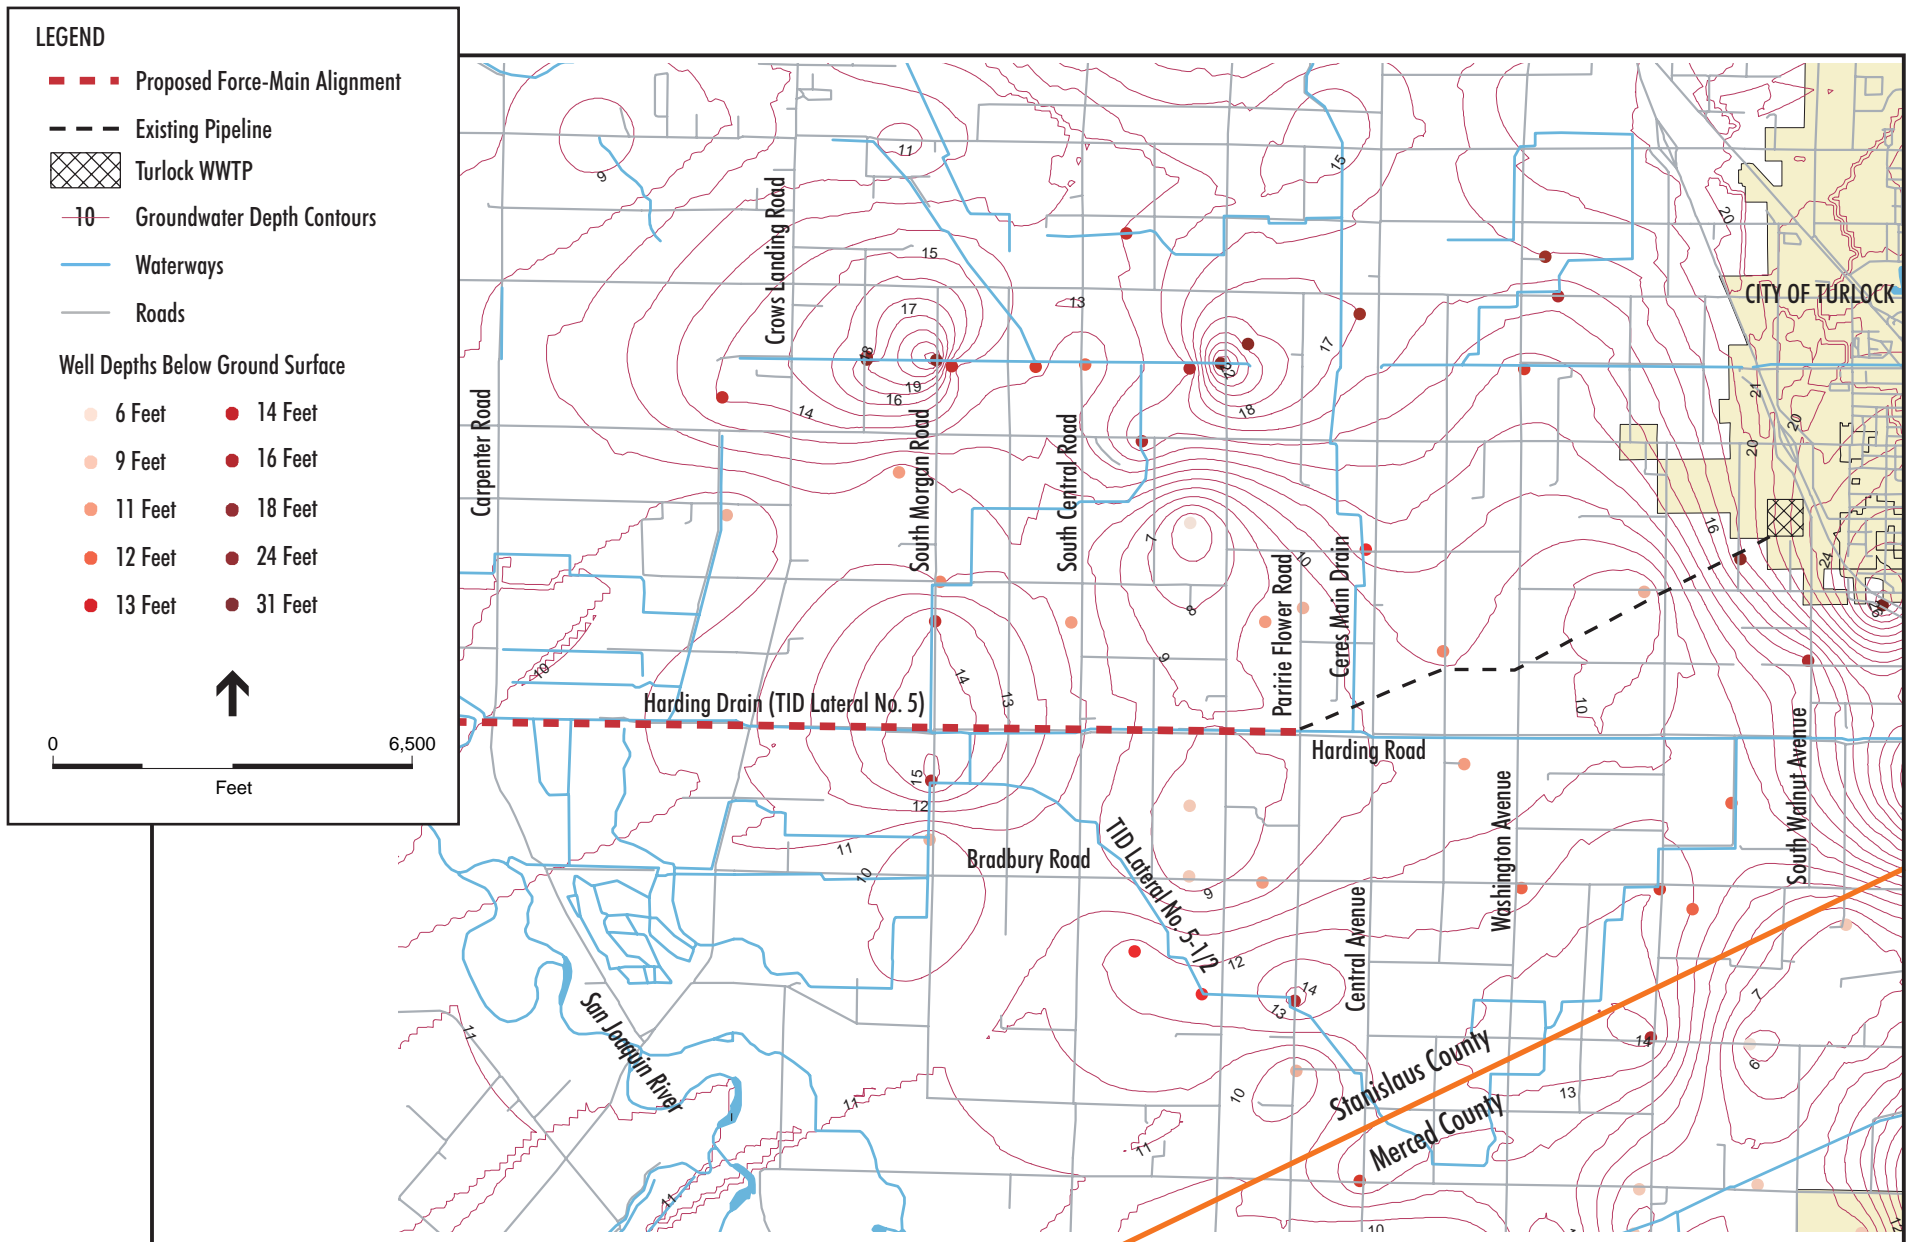 LEGEND
Proposed Force-Main Alignment
Existing Pipeline
Turlock WWTP
10 Groundwater Depth Contours
Waterways
Roads
Well Depths Below Ground Surface
6 Feet
9 Feet
11 Feet
12 Feet
13 Feet
14 Feet
16 Feet
18 Feet
24 Feet
31 Feet
0 6,500
Feet
Carpenter Road
Crows Landing Road
South Morgan Road
South Central Road
Paririe Flower Road
Ceres Main Drain
CITY OF TURLOCK
Harding Drain (TID Lateral No. 5)
Harding Road
Bradbury Road
TID Lateral No. 5-1/2
Central Avenue
Washington Avenue
South Walnut Avenue
San Joaquin River
Stanislaus County
Merced County
9
11
15
20
15
17
13
18
19
16
14
17
22
18
21
20
20
16
24
26
7
8
9
10
10
14
13
10
15
12
11
10
9
12
14
13
10
11
11
11
11
14
13
7
6
10
12